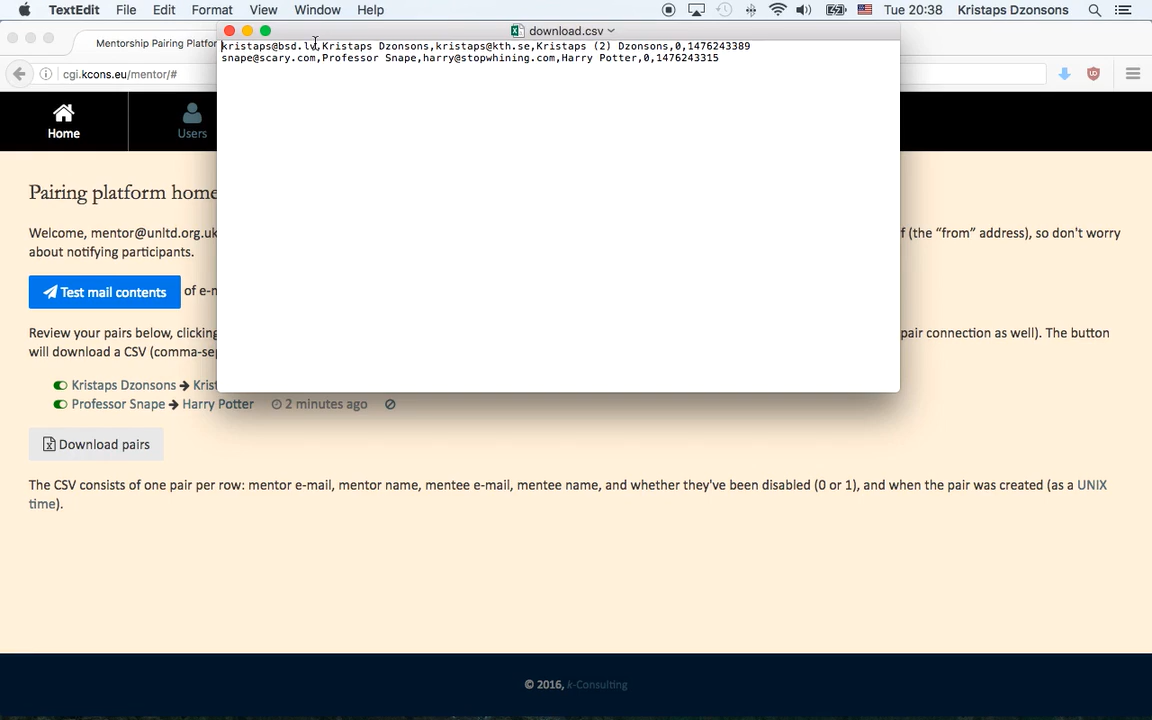 TextEdit File Edit Format View Window Help Tue 20:38 Kristaps Dzonsons
download.csv
Mentorship Pairing Platfor
cgi.kcons.eu/mentor/#
kristaps@bsd.lv,Kristaps Dzonsons,kristaps@kth.se,Kristaps (2) Dzonsons,0,1476243389
snape@scary.com,Professor Snape,harry@stopwhining.com,Harry Potter,0,1476243315
Home
Users
Pairing platform home
Welcome, mentor@unltd.org.uk f (the “from” address), so don't worry
about notifying participants.
Test mail contents of e-m
Review your pairs below, clicking pair connection as well). The button
will download a CSV (comma-sep
Kristaps Dzonsons → Krist
Professor Snape → Harry Potter 2 minutes ago
Download pairs
The CSV consists of one pair per row: mentor e-mail, mentor name, mentee e-mail, mentee name, and whether they've been disabled (0 or 1), and when the pair was created (as a UNIX
time).
© 2016, k-Consulting